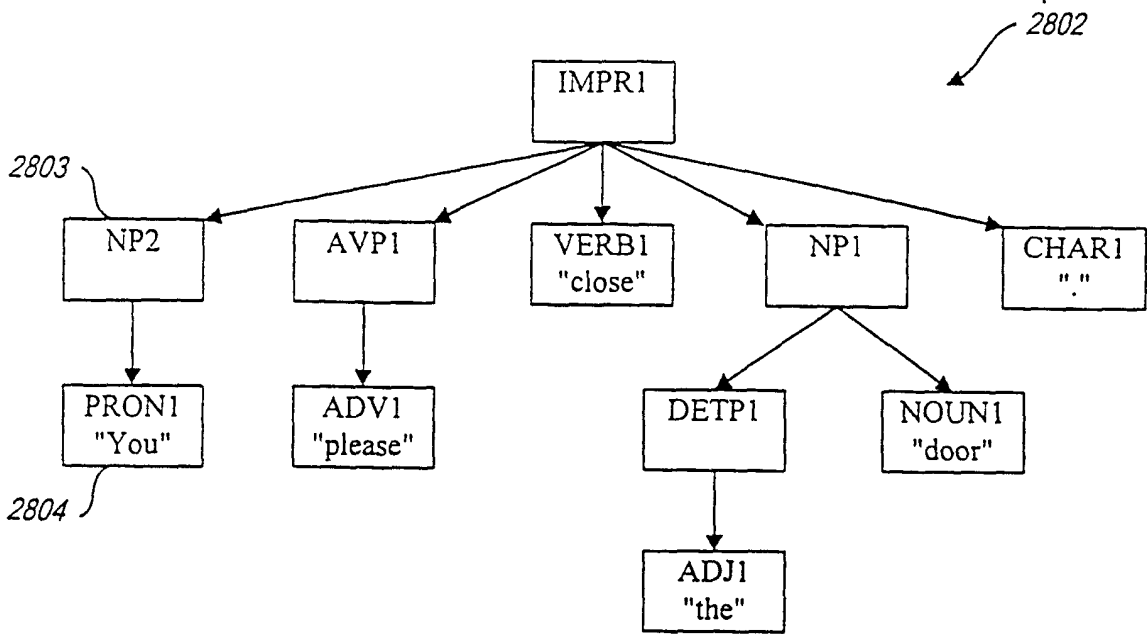 2802
IMPR1
2803
NP2
AVP1
VERB1
"close"
NP1
CHAR1
"."
PRON1
"You"
ADV1
"please"
DETP1
NOUN1
"door"
2804
ADJ1
"the"